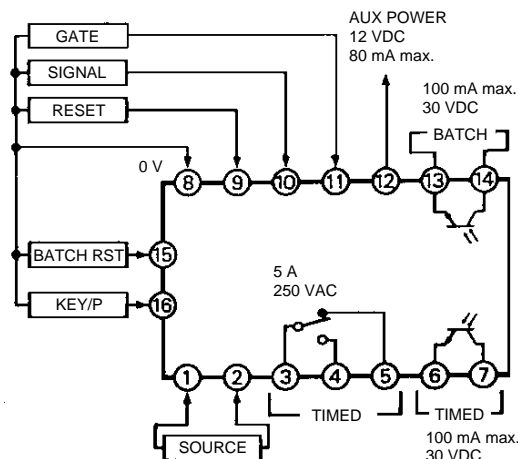 AUX POWER
12 VDC
80 mA max.
GATE
SIGNAL
RESET
100 mA max.
30 VDC
BATCH
0 V
8 9 10 11 12 13 14
BATCH RST 15
KEY/P 16
5 A
250 VAC
1 2 3 4 5 6 7
TIMED TIMED
SOURCE
100 mA max.
30 VDC